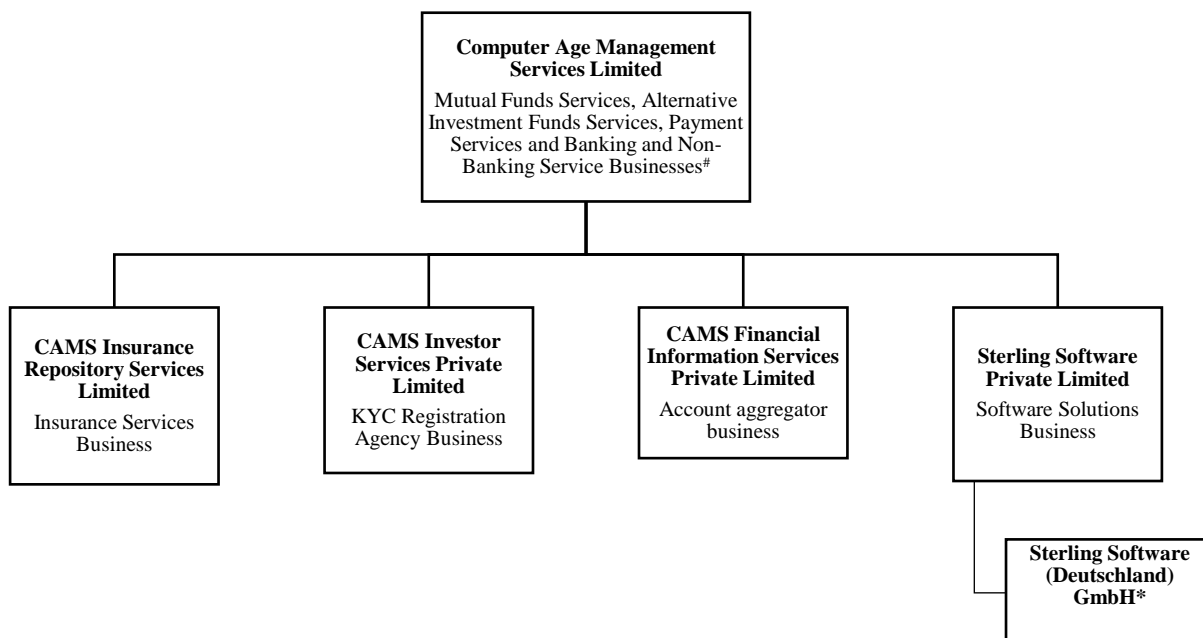 Computer Age Management
Services Limited
Mutual Funds Services, Alternative
Investment Funds Services, Payment
Services and Banking and Non-
Banking Service Businesses#
CAMS Insurance
Repository Services
Limited
Insurance Services
Business
CAMS Investor
Services Private
Limited
KYC Registration
Agency Business
CAMS Financial
Information Services
Private Limited
Account aggregator
business
Sterling Software
Private Limited
Software Solutions
Business
Sterling Software
(Deutschland)
GmbH*